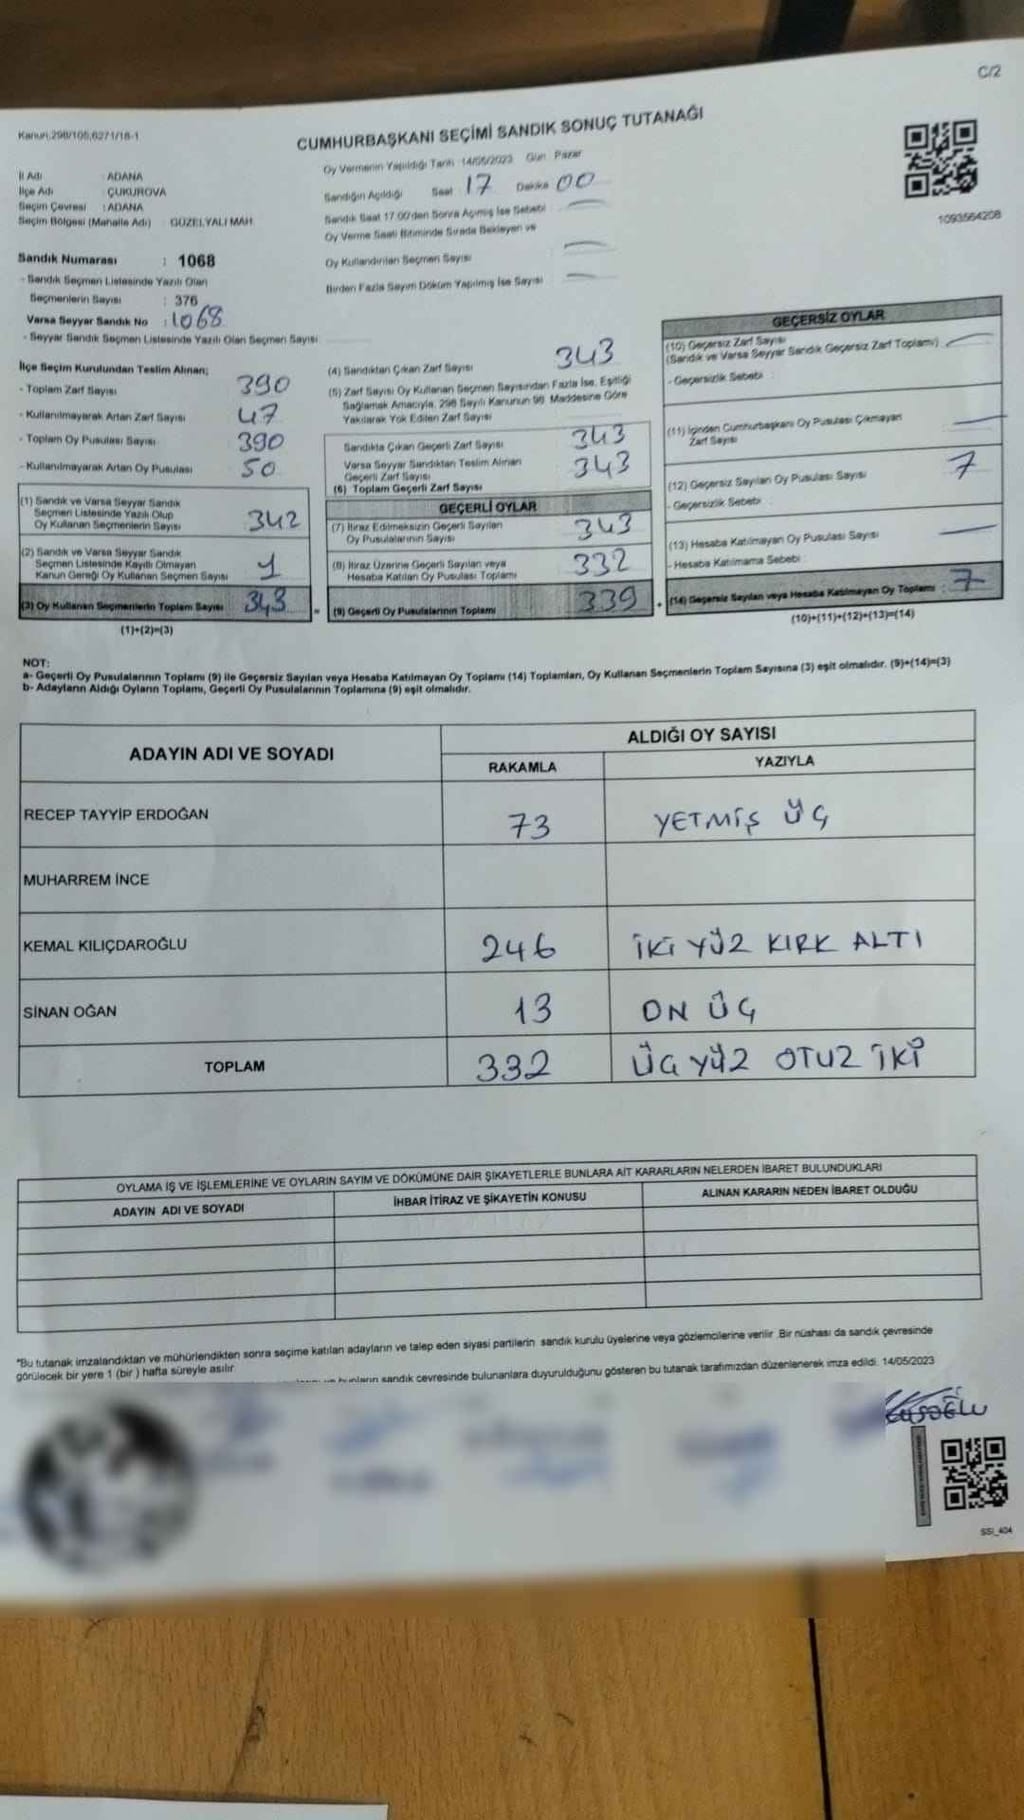 C/2
Kanun:298/105,6271/18-1
CUMHURBAŞKANI SEÇİMİ SANDIK SONUÇ TUTANAĞI
Oy Vermenin Yapıldığı Tarih :14/05/2023 Gün :Pazar
İl Adı : ADANA
İlçe Adı : ÇUKUROVA
Seçim Çevresi : ADANA
Seçim Bölgesi (Mahalle Adı) : GÜZELYALI MAH.
Sandığın Açıldığı Saat 17 Dakika 00
Sandık Saat 17.00'den Sonra Açılmış İse Sebebi
Oy Verme Saati Bitiminde Sırada Bekleyen ve
Oy Kullandırılan Seçmen Sayısı
Birden Fazla Sayım Döküm Yapılmış İse Sayısı
1093564208
Sandık Numarası : 1068
- Sandık Seçmen Listesinde Yazılı Olan
Seçmenlerin Sayısı : 376
Varsa Seyyar Sandık No : 1068
- Seyyar Sandık Seçmen Listesinde Yazılı Olan Seçmen Sayısı
İlçe Seçim Kurulundan Teslim Alınan;
- Toplam Zarf Sayısı 390
- Kullanılmayarak Artan Zarf Sayısı 47
- Toplam Oy Pusulası Sayısı 390
- Kullanılmayarak Artan Oy Pusulası 50
(1) Sandık ve Varsa Seyyar Sandık
Seçmen Listesinde Yazılı Olup
Oy Kullanan Seçmenlerin Sayısı 342
(2) Sandık ve Varsa Seyyar Sandık
Seçmen Listesinde Kayıtlı Olmayan
Kanun Gereği Oy Kullanan Seçmen Sayısı 1
(3) Oy Kullanan Seçmenlerin Toplam Sayısı 343
(1)+(2)=(3)
(4) Sandıktan Çıkan Zarf Sayısı 343
(5) Zarf Sayısı Oy Kullanan Seçmen Sayısından Fazla İse, Eşitliği
Sağlamak Amacıyla, 298 Sayılı Kanunun 98. Maddesine Göre
Yakılarak Yok Edilen Zarf Sayısı
Sandıkta Çıkan Geçerli Zarf Sayısı 343
Varsa Seyyar Sandıktan Teslim Alınan
Geçerli Zarf Sayısı 343
(6) Toplam Geçerli Zarf Sayısı
GEÇERLİ OYLAR
(7) İtiraz Edilmeksizin Geçerli Sayılan
Oy Pusulalarının Sayısı 343
(8) İtiraz Üzerine Geçerli Sayılan veya
Hesaba Katılan Oy Pusulası Toplamı 332
(9) Geçerli Oy Pusulalarının Toplamı 339
GEÇERSİZ OYLAR
(10) Geçersiz Zarf Sayısı
(Sandık ve Varsa Seyyar Sandık Geçersiz Zarf Toplamı)
- Geçersizlik Sebebi :
(11) İçinden Cumhurbaşkanı Oy Pusulası Çıkmayan
Zarf Sayısı
(12) Geçersiz Sayılan Oy Pusulası Sayısı 7
- Geçersizlik Sebebi :
(13) Hesaba Katılmayan Oy Pusulası Sayısı
- Hesaba Katılmama Sebebi :
(14) Geçersiz Sayılan veya Hesaba Katılmayan Oy Toplamı : 7
(10)+(11)+(12)+(13)=(14)
NOT:
a- Geçerli Oy Pusulalarının Toplamı (9) ile Geçersiz Sayılan veya Hesaba Katılmayan Oy Toplamı (14) Toplamları, Oy Kullanan Seçmenlerin Toplam Sayısına (3) eşit olmalıdır. (9)+(14)=(3)
b- Adayların Aldığı Oyların Toplamı, Geçerli Oy Pusulalarının Toplamına (9) eşit olmalıdır.
ADAYIN ADI VE SOYADI
ALDIĞI OY SAYISI
RAKAMLA YAZIYLA
RECEP TAYYİP ERDOĞAN 73 YETMİŞ ÜÇ
MUHARREM İNCE
KEMAL KILIÇDAROĞLU 246 İKİ YÜZ KIRK ALTI
SİNAN OĞAN 13 ON ÜÇ
TOPLAM 332 ÜÇ YÜZ OTUZ İKİ
OYLAMA İŞ VE İŞLEMLERİNE VE OYLARIN SAYIM VE DÖKÜMÜNE DAİR ŞİKAYETLERLE BUNLARA AİT KARARLARIN NELERDEN İBARET BULUNDUKLARI
ADAYIN ADI VE SOYADI İHBAR İTİRAZ VE ŞİKAYETİN KONUSU ALINAN KARARIN NEDEN İBARET OLDUĞU
"Bu tutanak imzalandıktan ve mühürlendikten sonra seçime katılan adayların ve talep eden siyasi partilerin sandık kurulu üyelerine veya gözlemcilerine verilir .Bir nüshası da sandık çevresinde
görülecek bir yere 1 (bir ) hafta süreyle asılır.
bunların sandık çevresinde bulunanlara duyurulduğunu gösteren bu tutanak tarafımızdan düzenlenerek imza edildi. 14/05/2023
SSI_404